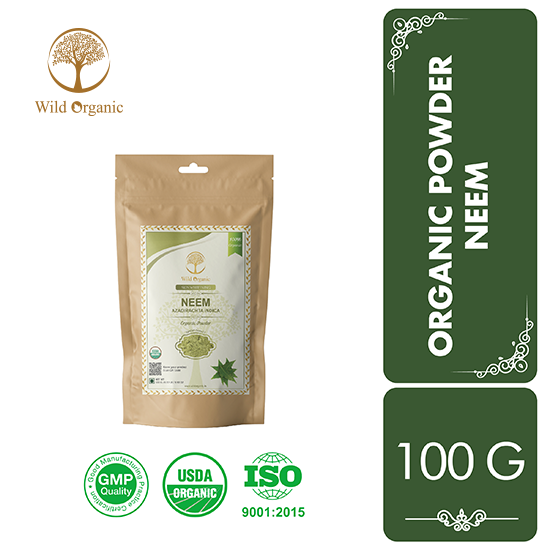 Wild Organic
ORGANIC POWDER
NEEM
100 G
Wild Organic
NEEM
AZADIRACHTA INDICA
Organic Powder
Good Manufacturing Practice Certification
GMP
Quality
USDA
ORGANIC
ISO
9001:2015